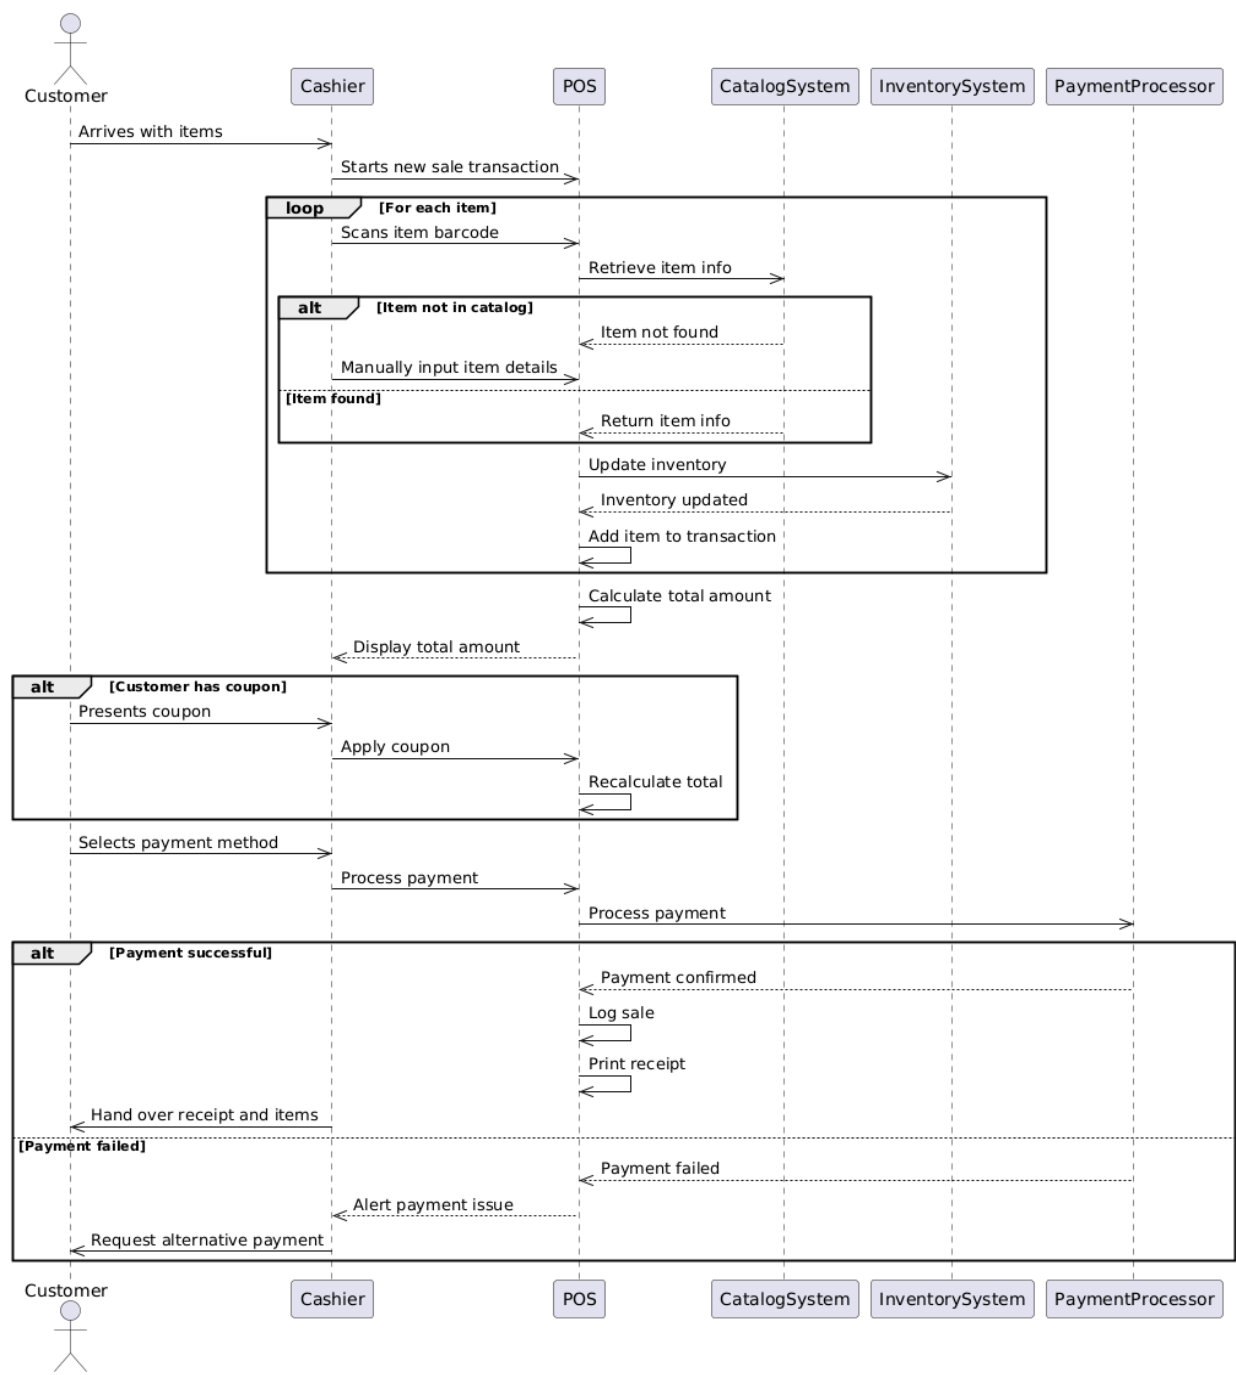 Customer
Cashier
POS
CatalogSystem
InventorySystem
PaymentProcessor
Arrives with items
Starts new sale transaction
loop
[For each item]
Scans item barcode
Retrieve item info
alt
[Item not in catalog]
Item not found
Manually input item details
[Item found]
Return item info
Update inventory
Inventory updated
Add item to transaction
Calculate total amount
Display total amount
alt
[Customer has coupon]
Presents coupon
Apply coupon
Recalculate total
Selects payment method
Process payment
Process payment
alt
[Payment successful]
Payment confirmed
Log sale
Print receipt
Hand over receipt and items
[Payment failed]
Payment failed
Alert payment issue
Request alternative payment
Customer
Cashier
POS
CatalogSystem
InventorySystem
PaymentProcessor